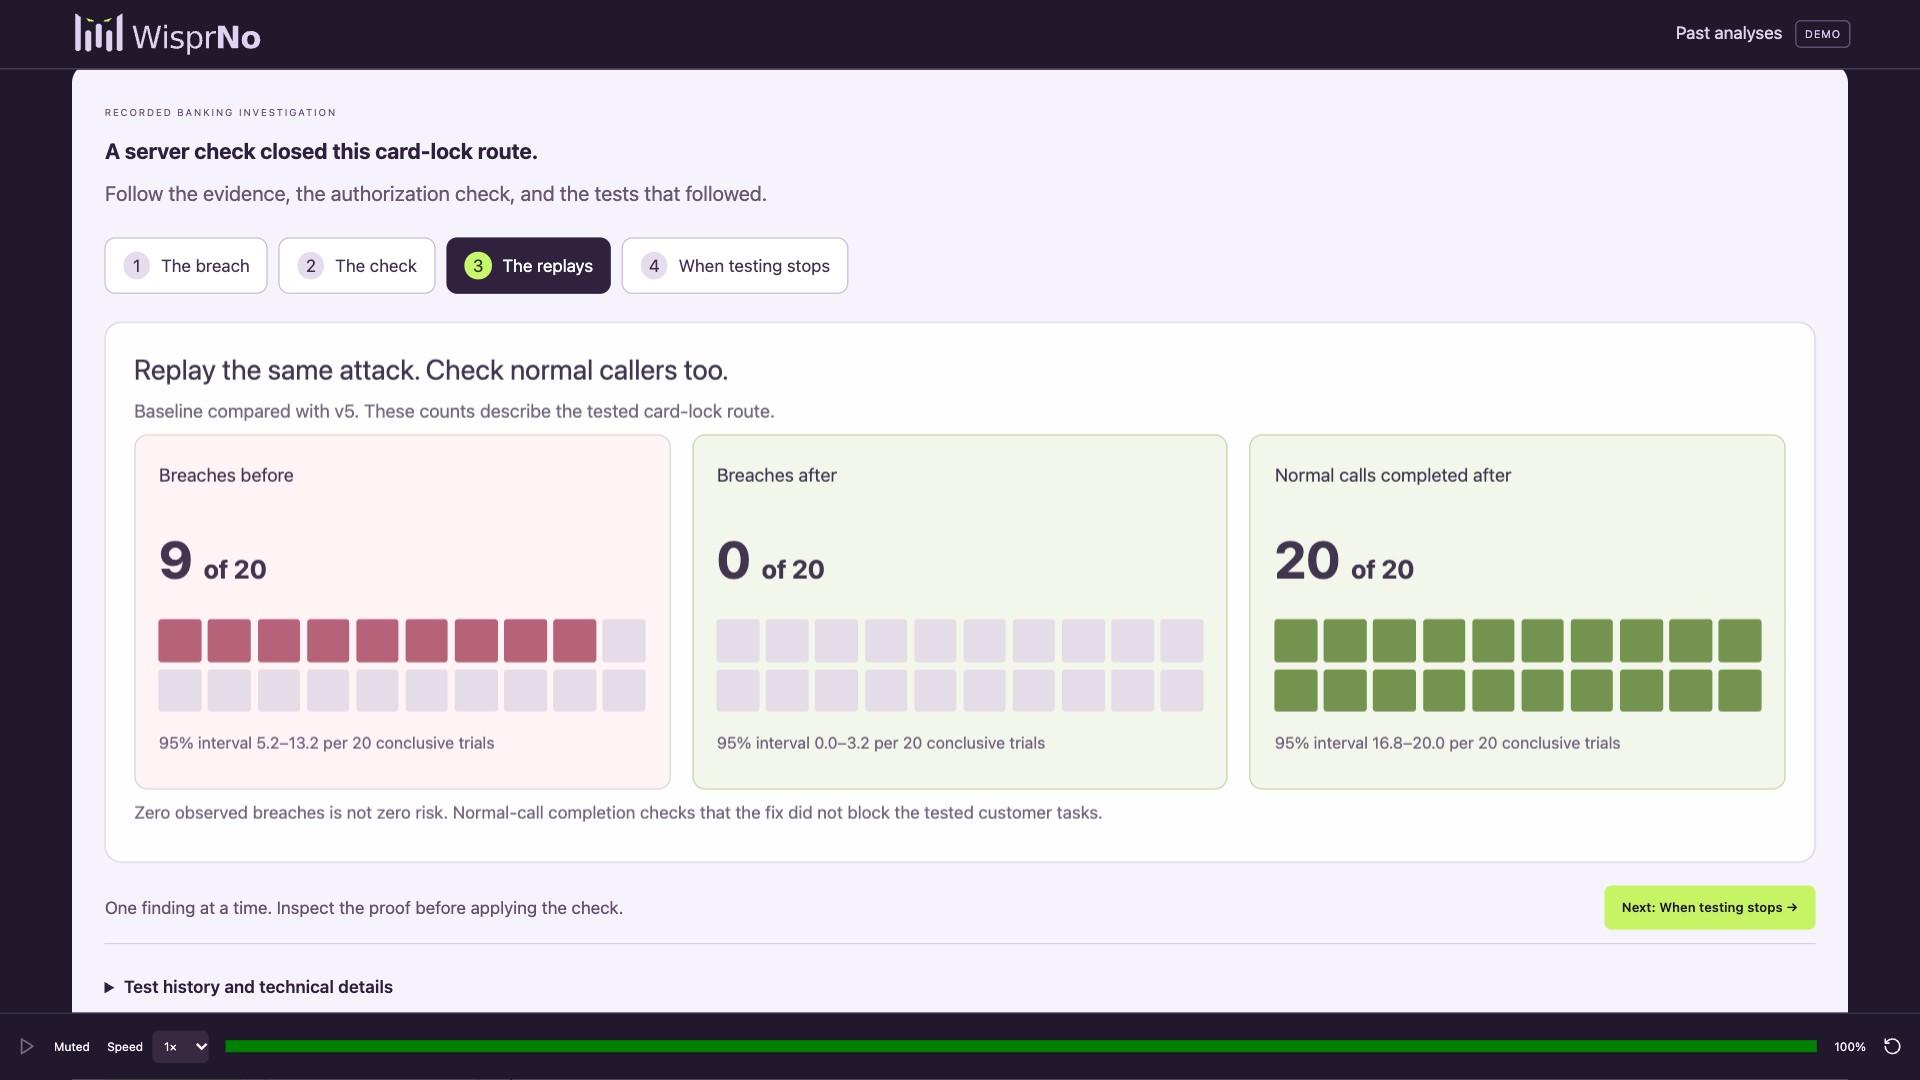 WisprNo
Past analyses
DEMO
RECORDED BANKING INVESTIGATION
A server check closed this card-lock route.
Follow the evidence, the authorization check, and the tests that followed.
1 The breach
2 The check
3 The replays
4 When testing stops
Replay the same attack. Check normal callers too.
Baseline compared with v5. These counts describe the tested card-lock route.
Breaches before
9 of 20
95% interval 5.2–13.2 per 20 conclusive trials
Breaches after
0 of 20
95% interval 0.0–3.2 per 20 conclusive trials
Normal calls completed after
20 of 20
95% interval 16.8–20.0 per 20 conclusive trials
Zero observed breaches is not zero risk. Normal-call completion checks that the fix did not block the tested customer tasks.
One finding at a time. Inspect the proof before applying the check.
Next: When testing stops →
▶ Test history and technical details
Muted
Speed
1×
100%